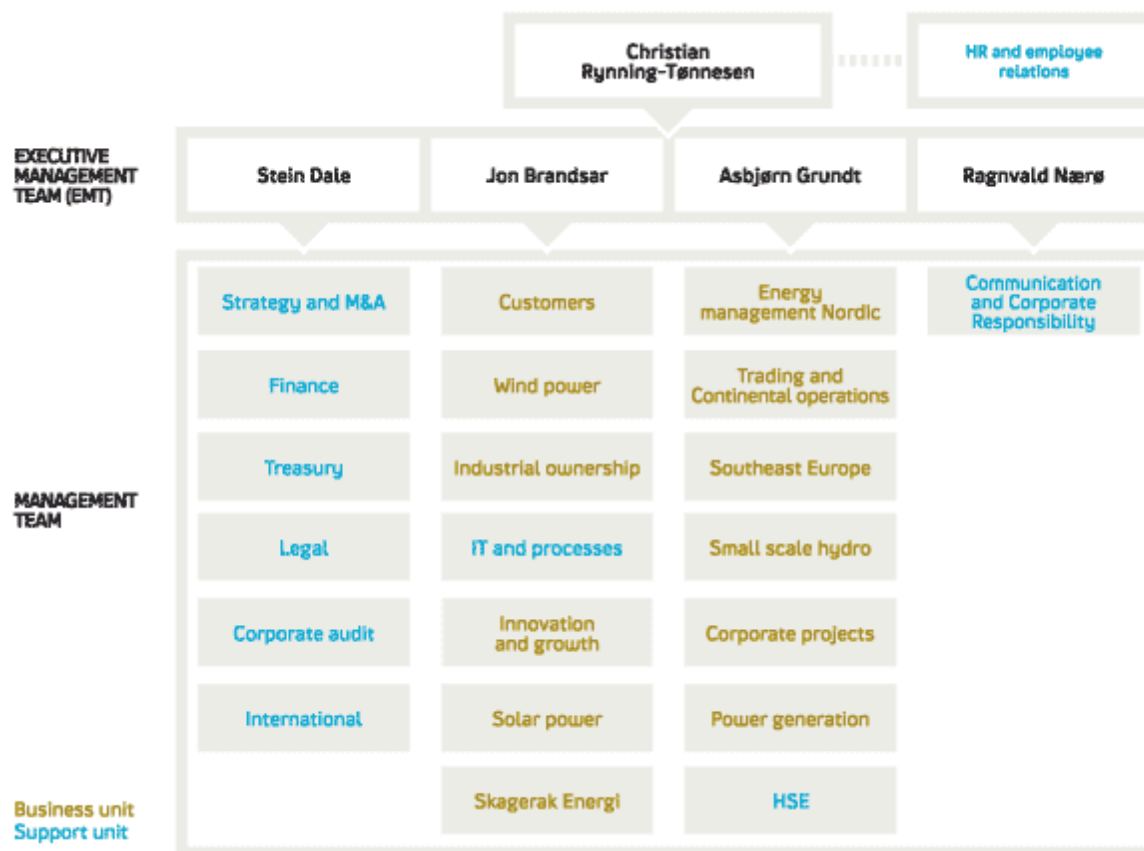 Christian
Rynning-Tønnesen
HR and employee
relations
EXECUTIVE
MANAGEMENT
TEAM (EMT)
Stein Dale
Jon Brandsar
Asbjørn Grundt
Ragnvald Nærø
Strategy and M&A
Customers
Energy
management Nordic
Communication
and Corporate
Responsibility
Finance
Wind power
Trading and
Continental operations
Treasury
Industrial ownership
Southeast Europe
MANAGEMENT
TEAM
Legal
IT and processes
Small scale hydro
Corporate audit
Innovation
and growth
Corporate projects
International
Solar power
Power generation
Skagerak Energi
HSE
Business unit
Support unit